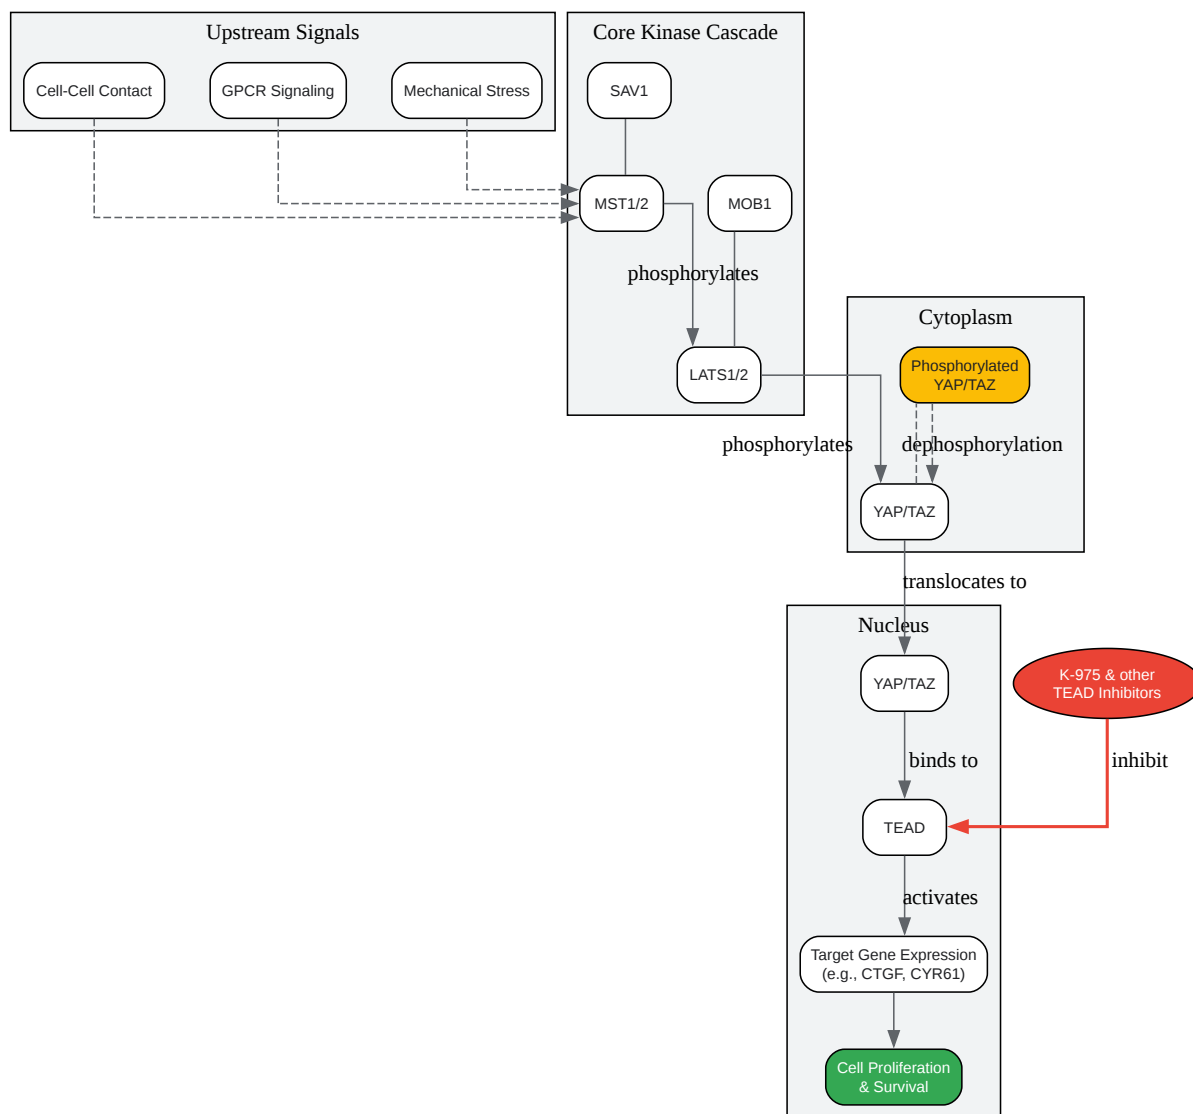 Upstream Signals
Cell-Cell Contact
GPCR Signaling
Mechanical Stress
Core Kinase Cascade
SAV1
MST1/2
MOB1
phosphorylates
LATS1/2
phosphorylates
Cytoplasm
Phosphorylated
YAP/TAZ
dephosphorylation
YAP/TAZ
translocates to
Nucleus
YAP/TAZ
K-975 & other
TEAD Inhibitors
binds to
inhibit
TEAD
activates
Target Gene Expression
(e.g., CTGF, CYR61)
Cell Proliferation
& Survival